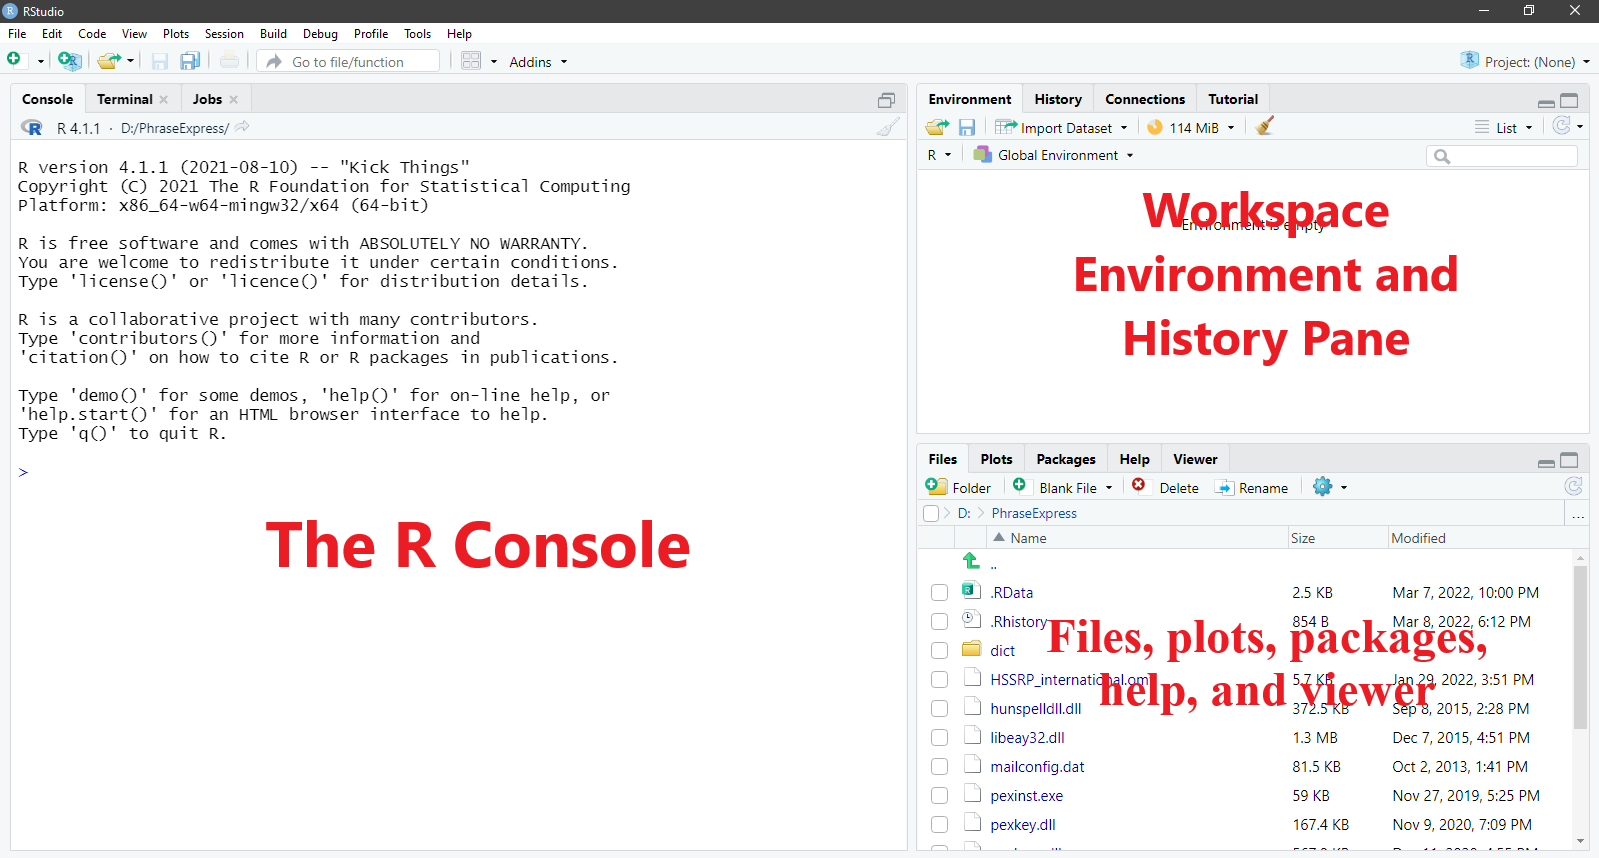 RStudio
File Edit Code View Plots Session Build Debug Profile Tools Help
Go to file/function Addins Project: (None)
Console Terminal Jobs
R 4.1.1 · D:/PhraseExpress/
R version 4.1.1 (2021-08-10) -- "Kick Things"
Copyright (C) 2021 The R Foundation for Statistical Computing
Platform: x86_64-w64-mingw32/x64 (64-bit)
R is free software and comes with ABSOLUTELY NO WARRANTY.
You are welcome to redistribute it under certain conditions.
Type 'license()' or 'licence()' for distribution details.
R is a collaborative project with many contributors.
Type 'contributors()' for more information and
'citation()' on how to cite R or R packages in publications.
Type 'demo()' for some demos, 'help()' for on-line help, or
'help.start()' for an HTML browser interface to help.
Type 'q()' to quit R.
>
The R Console
Environment History Connections Tutorial
Import Dataset 114 MiB List
R Global Environment
Environment is empty
Workspace
Environment and
History Pane
Files Plots Packages Help Viewer
Folder Blank File Delete Rename
D: PhraseExpress ...
Name Size Modified
..
.RData 2.5 KB Mar 7, 2022, 10:00 PM
.Rhistory 854 B Mar 8, 2022, 6:12 PM
dict
HSSRP_international.om 5.7 KB Jan 29, 2022, 3:51 PM
hunspelldll.dll 372.5 KB Sep 8, 2015, 2:28 PM
libeay32.dll 1.3 MB Dec 7, 2015, 4:51 PM
mailconfig.dat 81.5 KB Oct 2, 2013, 1:41 PM
pexinst.exe 59 KB Nov 27, 2019, 5:25 PM
pexkey.dll 167.4 KB Nov 9, 2020, 7:09 PM
Files, plots, packages,
help, and viewer